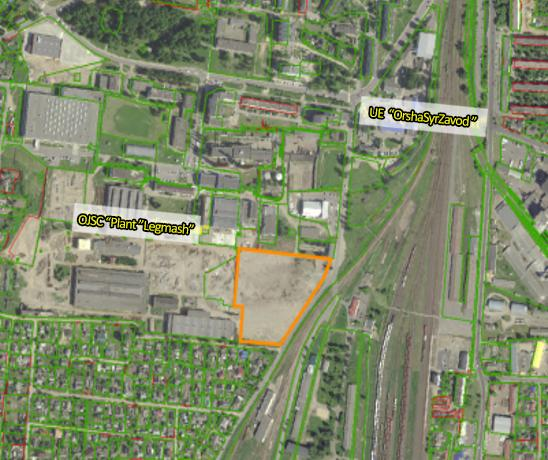 UE "OrshaSyrZavod"
OJSC "Plant "Legmash"